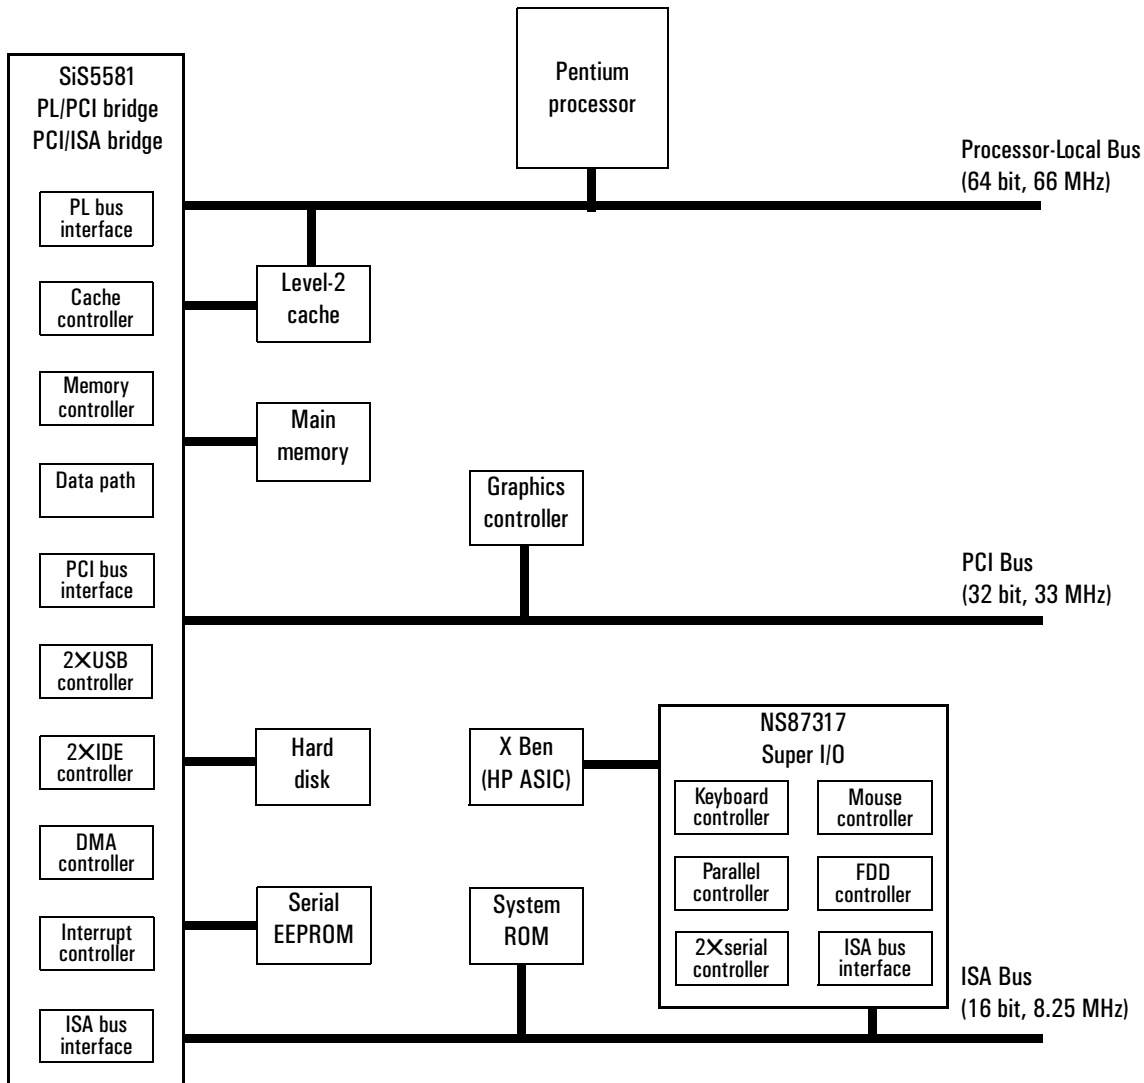 SiS5581
PL/PCI bridge
PCI/ISA bridge
PL bus
interface
Cache
controller
Memory
controller
Data path
PCI bus
interface
2✕USB
controller
2✕IDE
controller
DMA
controller
Interrupt
controller
ISA bus
interface
Pentium
processor
Processor-Local Bus
(64 bit, 66 MHz)
Level-2
cache
Main
memory
Graphics
controller
PCI Bus
(32 bit, 33 MHz)
Hard
disk
X Ben
(HP ASIC)
NS87317
Super I/O
Keyboard
controller
Mouse
controller
Parallel
controller
FDD
controller
2✕serial
controller
ISA bus
interface
Serial
EEPROM
System
ROM
ISA Bus
(16 bit, 8.25 MHz)